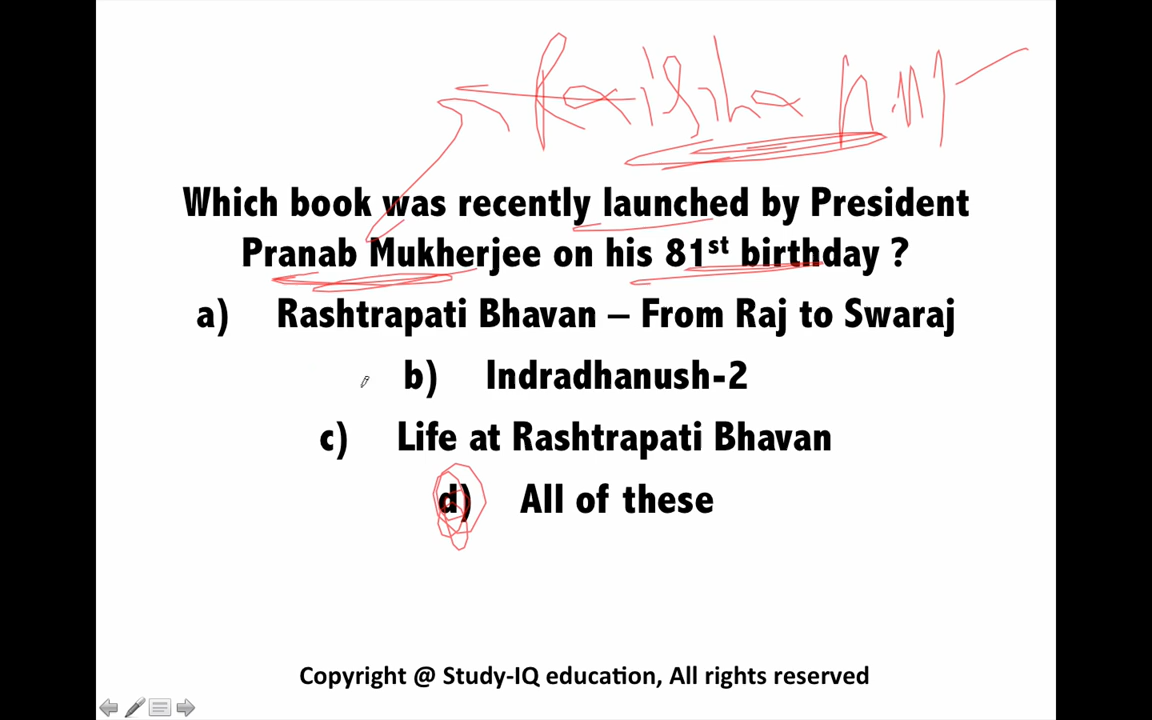 Which book was recently launched by President
Pranab Mukherjee on his 81st birthday ?
a) Rashtrapati Bhavan – From Raj to Swaraj
b) Indradhanush-2
c) Life at Rashtrapati Bhavan
d) All of these
Copyright @ Study-IQ education, All rights reserved